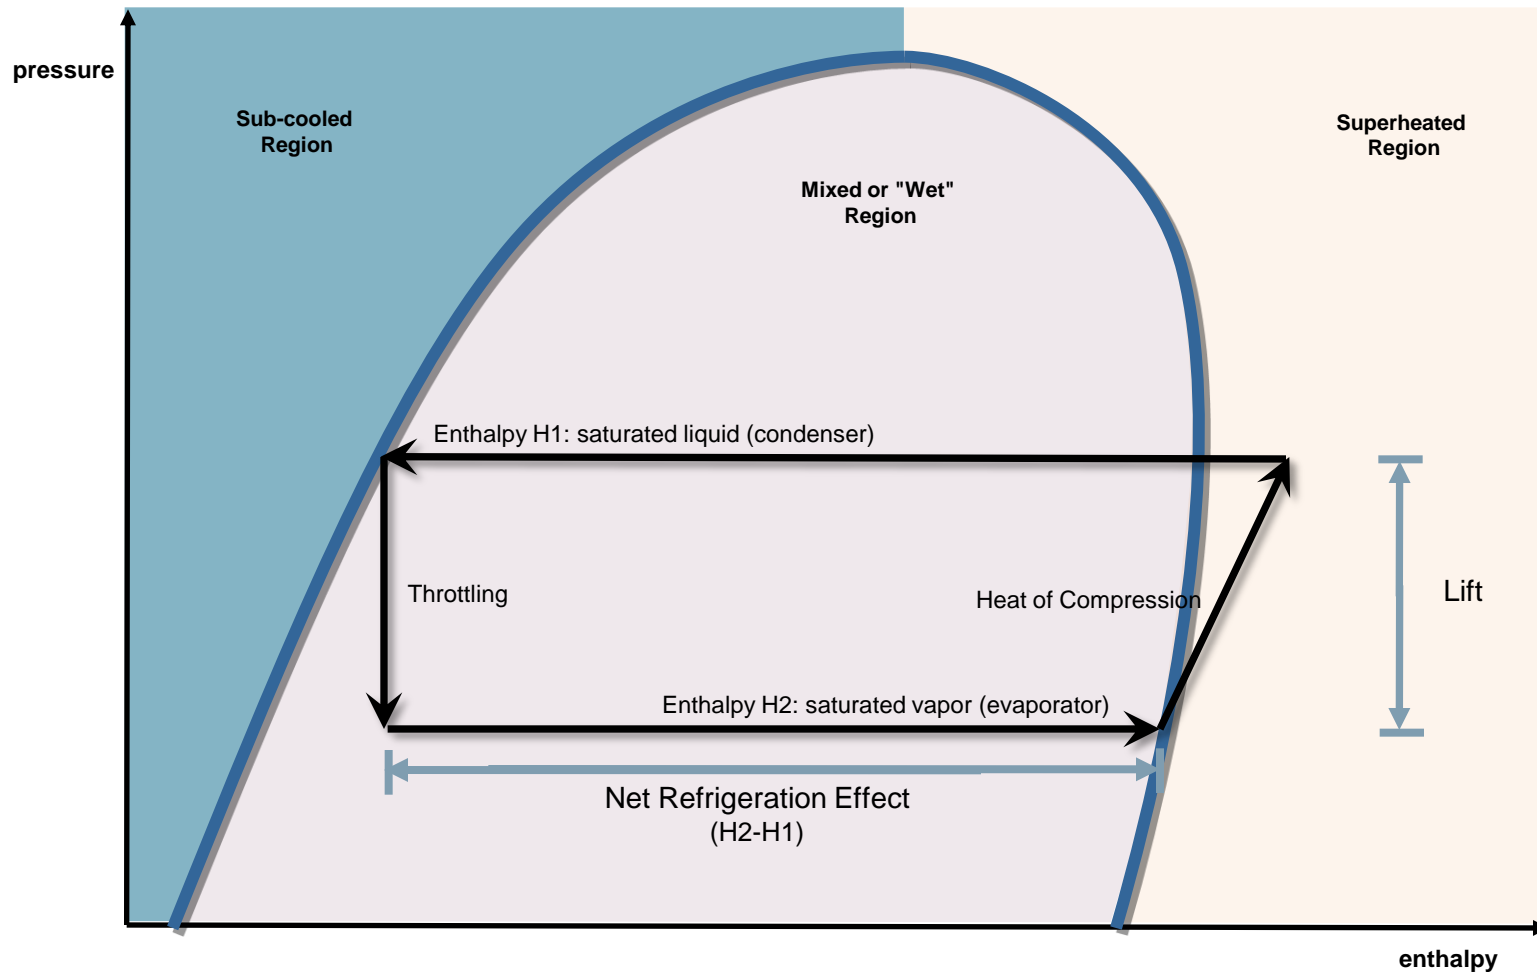 pressure
Sub-cooled
Region
Superheated
Region
Mixed or "Wet"
Region
Enthalpy H1: saturated liquid (condenser)
Throttling
Heat of Compression
Lift
Enthalpy H2: saturated vapor (evaporator)
Net Refrigeration Effect
(H2-H1)
enthalpy